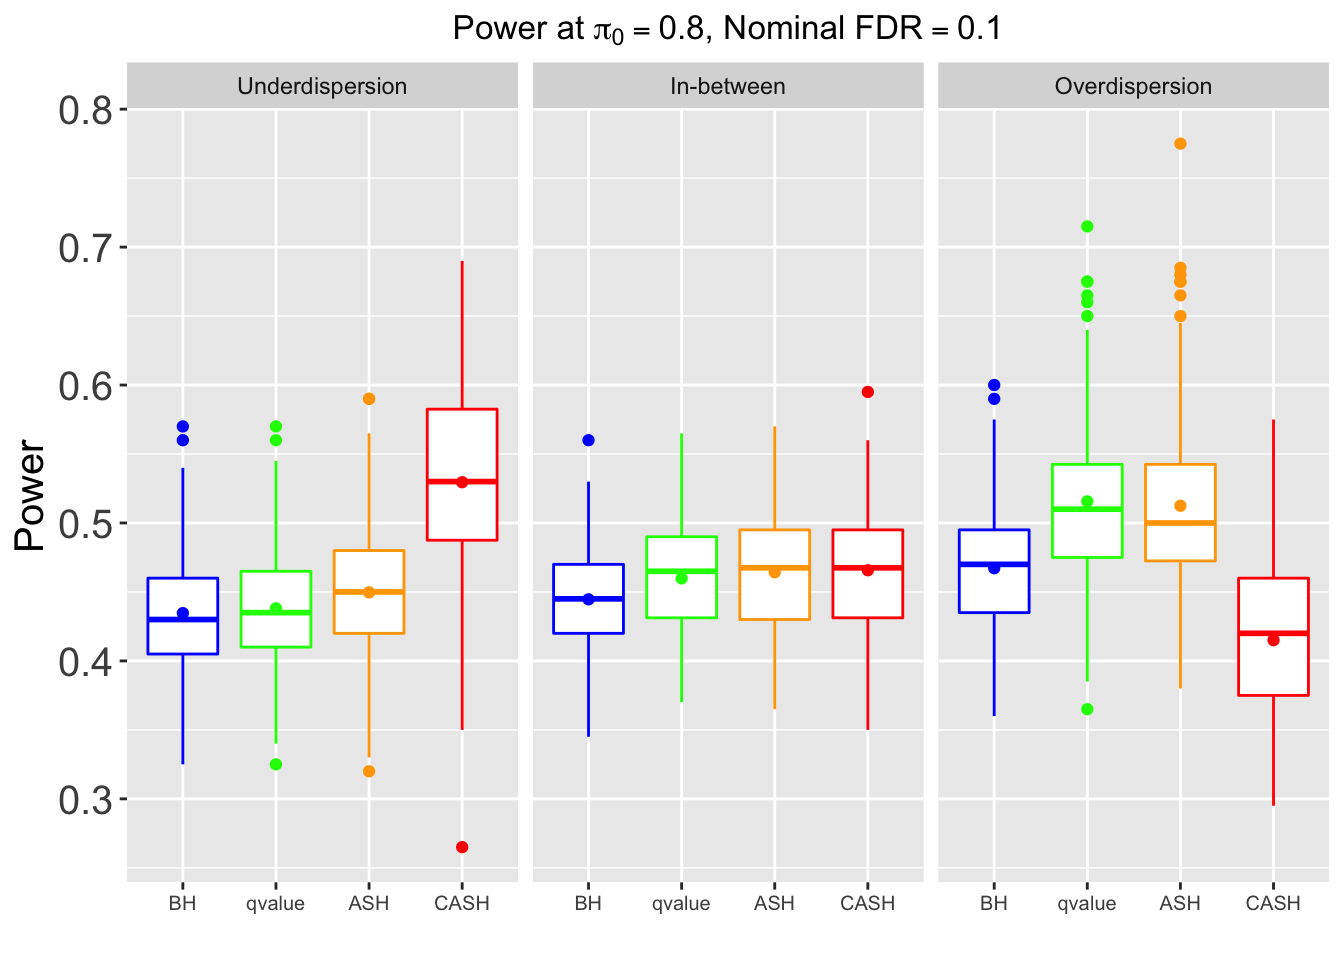 Power at π0 = 0.8, Nominal FDR = 0.1
Underdispersion In-between Overdispersion
0.8
0.7
0.6
0.5
0.4
0.3
Power
BH qvalue ASH CASH BH qvalue ASH CASH BH qvalue ASH CASH